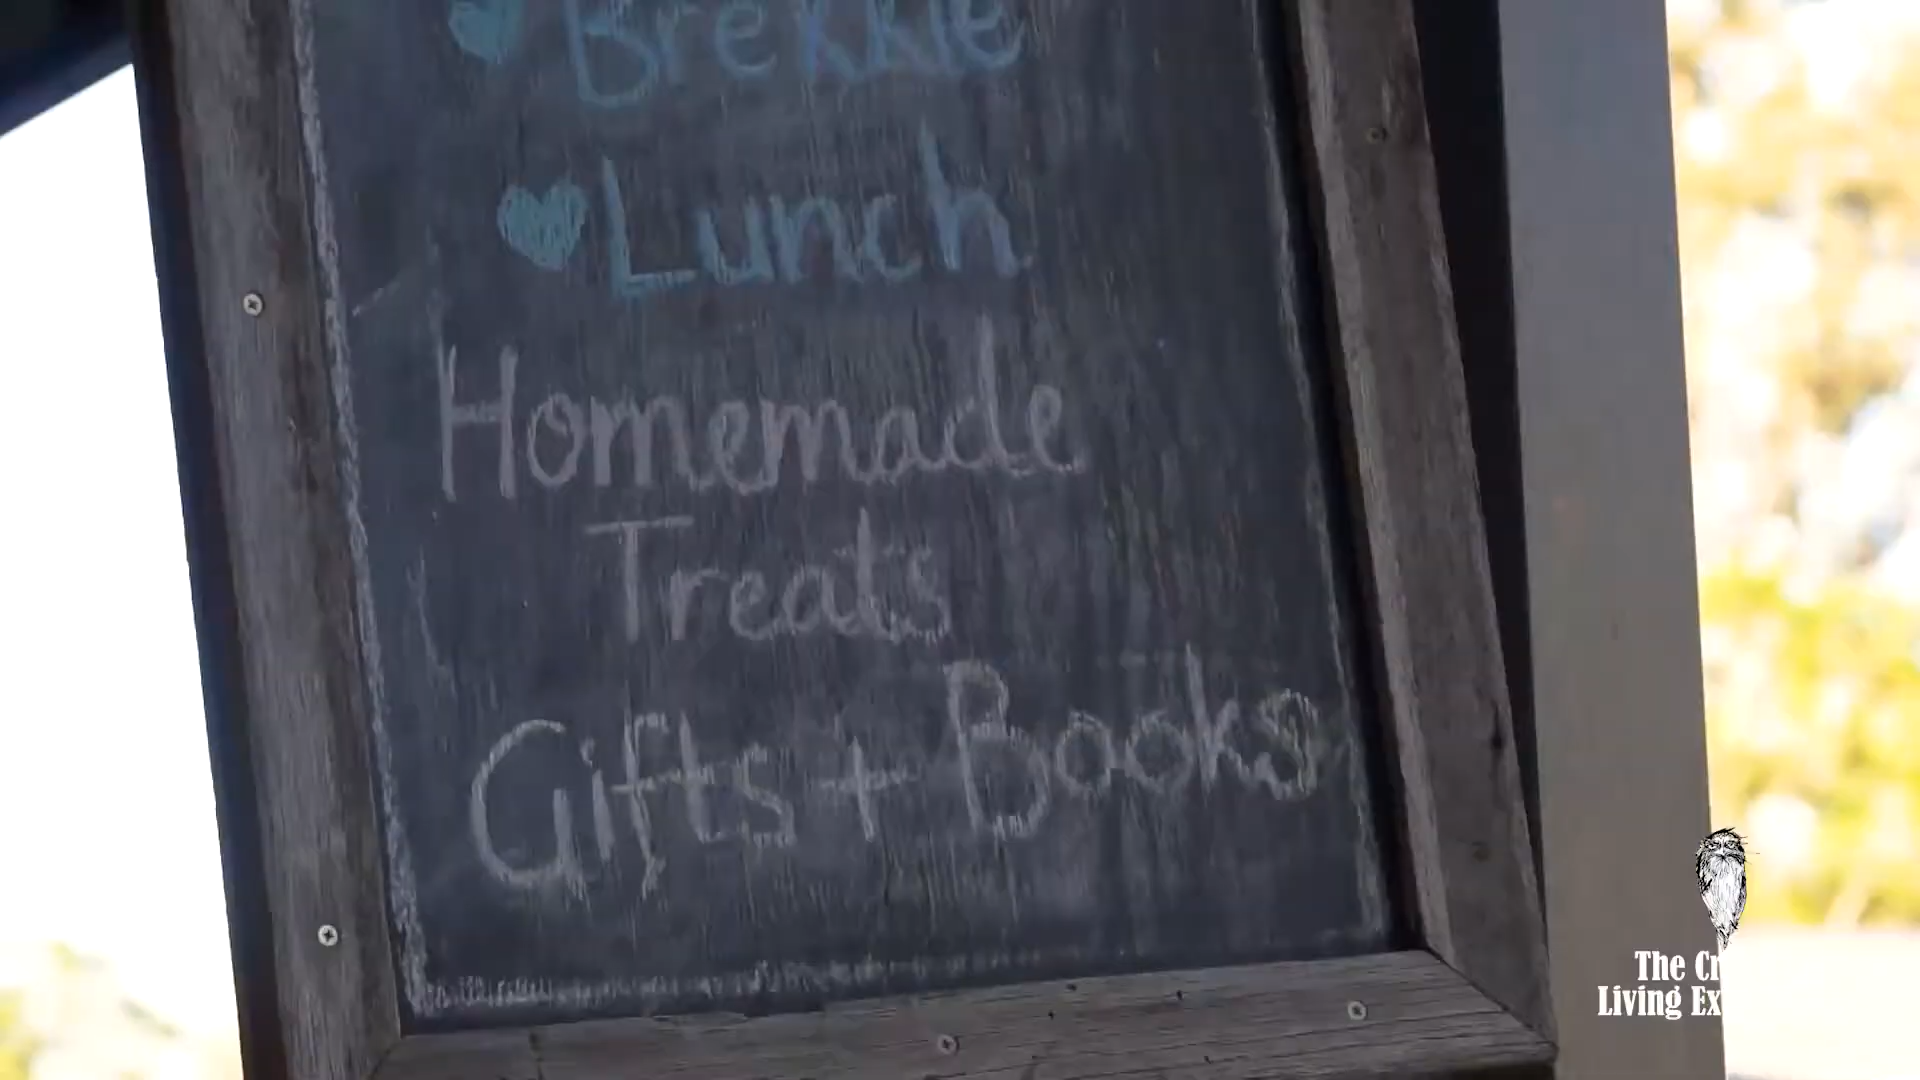 Brekkie
Lunch
Homemade
Treats
Gifts + Books
The Cr
Living Ex